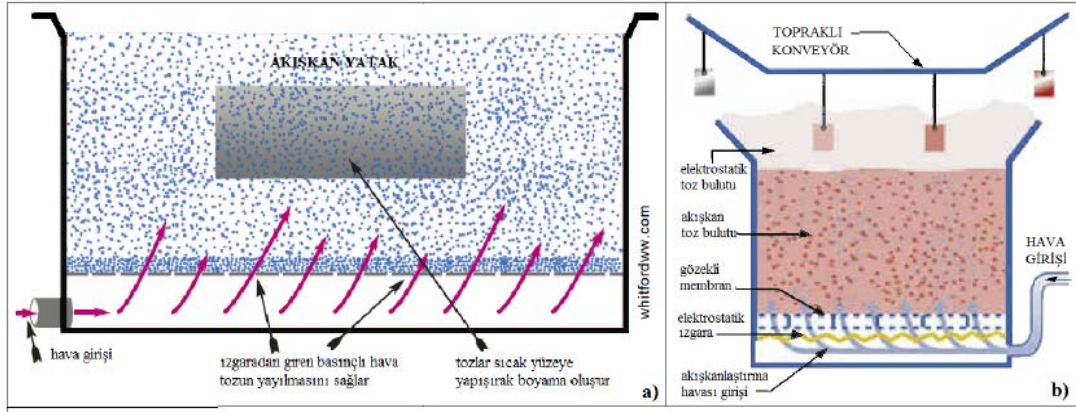 AKIŞKAN YATAK
whitfordww.com
hava girişi
ızgaradan giren basınçlı hava
tozun yayılmasını sağlar
tozlar sıcak yüzeye
yapışırak boyama oluşur
a)
TOPRAKLI
KONVEYÖR
elektrostatik
toz bulutu
akışkan
toz bulutu
gözekli
membran
elektrostatik
ızgara
akışkanlaştırma
havası girişi
HAVA
GİRİŞİ
b)